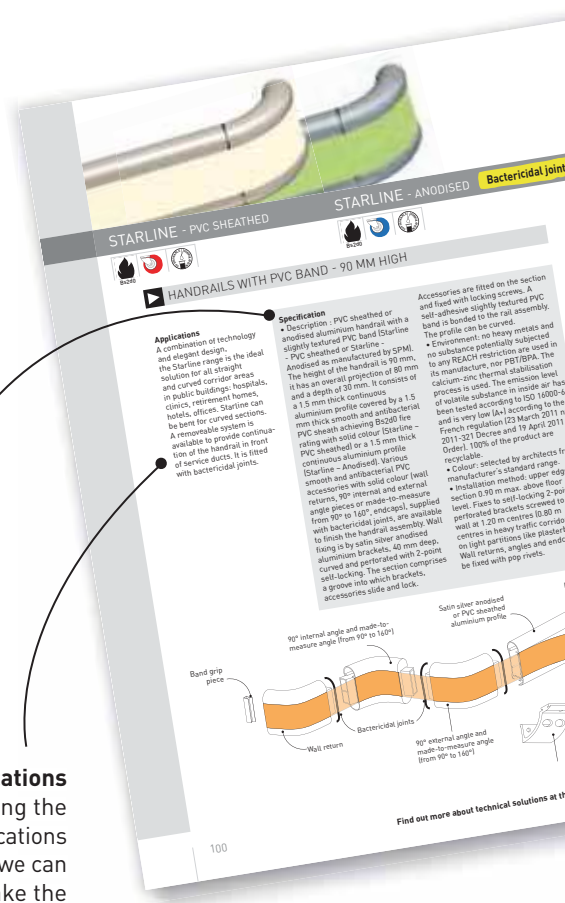 STARLINE - PVC SHEATHED
STARLINE - ANODISED
Bactericidal joint
Bs2d0
Bs2d0
HANDRAILS WITH PVC BAND - 90 MM HIGH
Applications
A combination of technology
and elegant design,
the Starline range is the ideal
solution for all straight
and curved corridor areas
in public buildings: hospitals,
clinics, retirement homes,
hotels, offices. Starline can
be bent for curved sections.
A removeable system is
available to provide continua-
tion of the handrail in front
of service ducts. It is fitted
with bactericidal joints.
Specification
• Description : PVC sheathed or
anodised aluminium handrail with a
slightly textured PVC band (Starline
- PVC sheathed or Starline -
Anodised as manufactured by SPM).
The height of the handrail is 90 mm,
it has an overall projection of 80 mm
and a depth of 30 mm. It consists of
a 1.5 mm thick continuous
aluminium profile covered by a 1.5
mm thick smooth and antibacterial
PVC sheath achieving Bs2d0 fire
rating with solid colour (Starline –
PVC sheathed) or a 1.5 mm thick
continuous aluminium profile
(Starline – Anodised). Various
smooth and antibacterial PVC
accessories with solid colour (wall
returns, 90° internal and external
angle pieces or made-to-measure
from 90° to 160°, endcaps), supplied
with bactericidal joints, are available
to finish the handrail assembly. Wall
fixing is by satin silver anodised
aluminium brackets, 40 mm deep,
curved and perforated with 2-point
self-locking. The section comprises
a groove into which brackets,
accessories slide and lock.
Accessories are fitted on the section
and fixed with locking screws. A
self-adhesive slightly textured PVC
band is bonded to the rail assembly.
The profile can be curved.
• Environment: no heavy metals and
no substance potentially subjected
to any REACH restriction are used in
its manufacture, nor PBT/BPA. The
calcium-zinc thermal stabilisation
process is used. The emission level
of volatile substance in inside air has
been tested according to ISO 16000-6
and is very low (A+) according to the
French regulation (23 March 2011 n
2011-321 Decree and 19 April 2011
Order). 100% of the product are
recyclable.
• Colour: selected by architects fr
manufacturer's standard range.
• Installation method: upper edg
section 0.90 m max. above floor
level. Fixes to self-locking 2-poi
perforated brackets screwed to
wall at 1.20 m centres (0.80 m
centres in heavy traffic corrido
on light partitions like plasterb
Wall returns, angles and endc
be fixed with pop rivets.
Band grip
piece
90° internal angle and made-to-
measure angle (from 90° to 160°)
Satin silver anodised
or PVC sheathed
aluminium profile
Wall return
Bactericidal joints
90° external angle and
made-to-measure angle
(from 90° to 160°)
Find out more about technical solutions at th
100
ations
ing the
ications
we can
ake the